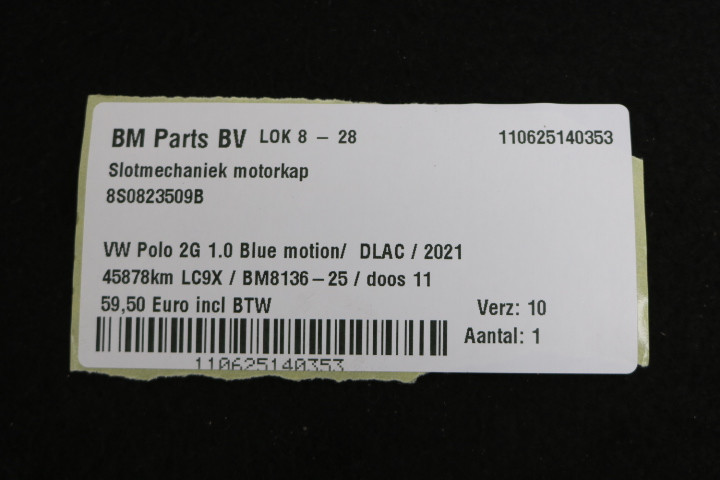 BM Parts BV LOK 8 – 28 110625140353
Slotmechaniek motorkap
8S0823509B
VW Polo 2G 1.0 Blue motion/ DLAC / 2021
45878km LC9X / BM8136–25 / doos 11
59,50 Euro incl BTW Verz: 10
Aantal: 1
110625140353